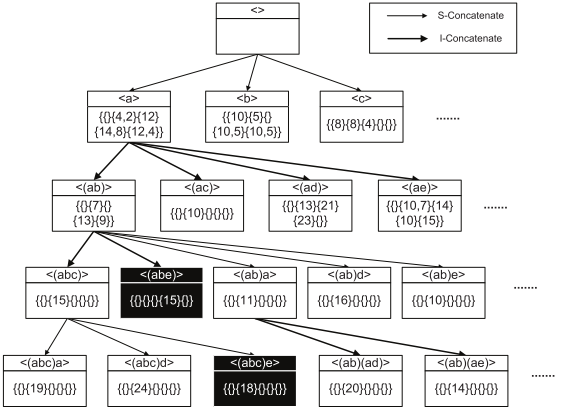 <>
S-Concatenate
I-Concatenate
<a>
{{}{4,2}{12}
{14,8}{12,4}}
<b>
{{10}{5}{}
{10,5}{10,5}}
<c>
{{8}{8}{4}{}{}}
.......
<(ab)>
{{}{7}{}
{13}{9}}
<(ac)>
{{}{10}{}{}{}}
<(ad)>
{{}{13}{21}
{23}{}}
<(ae)>
{{}{10,7}{14}
{10}{15}}
.......
<(abc)>
{{}{15}{}{}{}}
<(abe)>
{{}{}{}{15}{}}
<(ab)a>
{{}{11}{}{}{}}
<(ab)d>
{{}{16}{}{}{}}
<(ab)e>
{{}{10}{}{}{}}
.......
<(abc)a>
{{}{19}{}{}{}}
<(abc)d>
{{}{24}{}{}{}}
<(abc)e>
{{}{18}{}{}{}}
<(ab)(ad)>
{{}{20}{}{}{}}
<(ab)(ae)>
{{}{14}{}{}{}}
.......